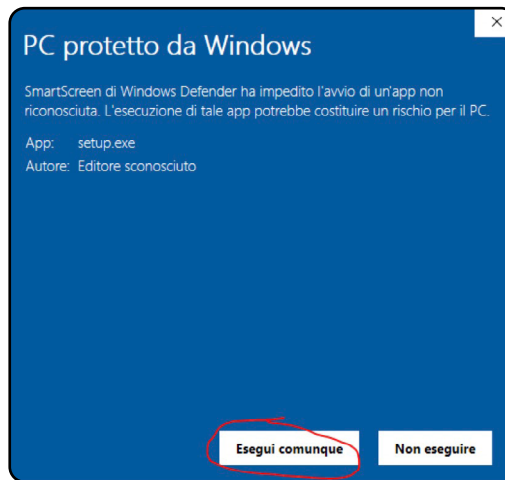 PC protetto da Windows
SmartScreen di Windows Defender ha impedito l'avvio di un'app non
riconosciuta. L'esecuzione di tale app potrebbe costituire un rischio per il PC.
App: setup.exe
Autore: Editore sconosciuto
Esegui comunque Non eseguire